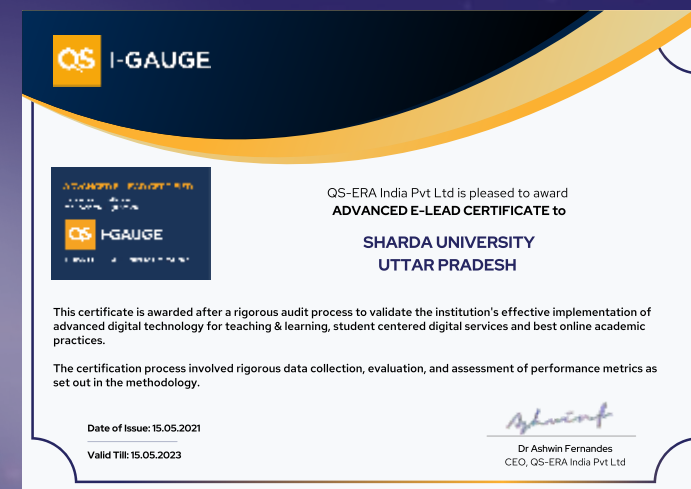 QS I-GAUGE
ADVANCED E-LEAD CERTIFIED
QS I-GAUGE
QS-ERA India Pvt Ltd is pleased to award
ADVANCED E-LEAD CERTIFICATE to
SHARDA UNIVERSITY
UTTAR PRADESH
This certificate is awarded after a rigorous audit process to validate the institution's effective implementation of
advanced digital technology for teaching & learning, student centered digital services and best online academic
practices.
The certification process involved rigorous data collection, evaluation, and assessment of performance metrics as
set out in the methodology.
Date of Issue: 15.05.2021
Valid Till: 15.05.2023
Dr Ashwin Fernandes
CEO, QS-ERA India Pvt Ltd